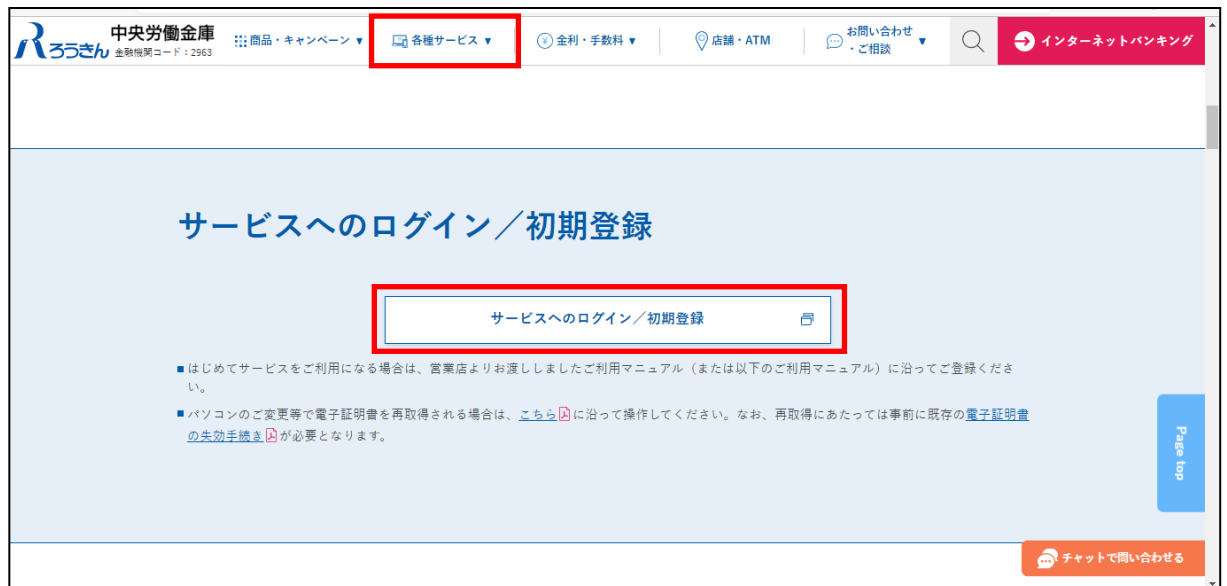 ろうきん 中央労働金庫
金融機関コード：2963
商品・キャンペーン ▼
各種サービス ▼
金利・手数料 ▼
店舗・ATM
お問い合わせ
・ご相談 ▼
インターネットバンキング
サービスへのログイン／初期登録
サービスへのログイン／初期登録
■はじめてサービスをご利用になる場合は、営業店よりお渡ししましたご利用マニュアル（または以下のご利用マニュアル）に沿ってご登録くださ
い。
■パソコンのご変更等で電子証明書を再取得される場合は、こちらに沿って操作してください。なお、再取得にあたっては事前に既存の電子証明書
の失効手続きが必要となります。
Page top
チャットで問い合わせる